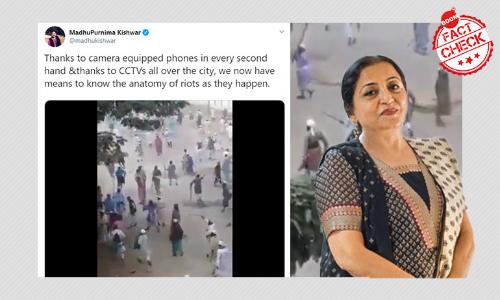 MadhuPurnima Kishwar
@madhukishwar
Thanks to camera equipped phones in every second
hand &thanks to CCTVs all over the city, we now have
means to know the anatomy of riots as they happen.
BOOM
FACT
CHECK